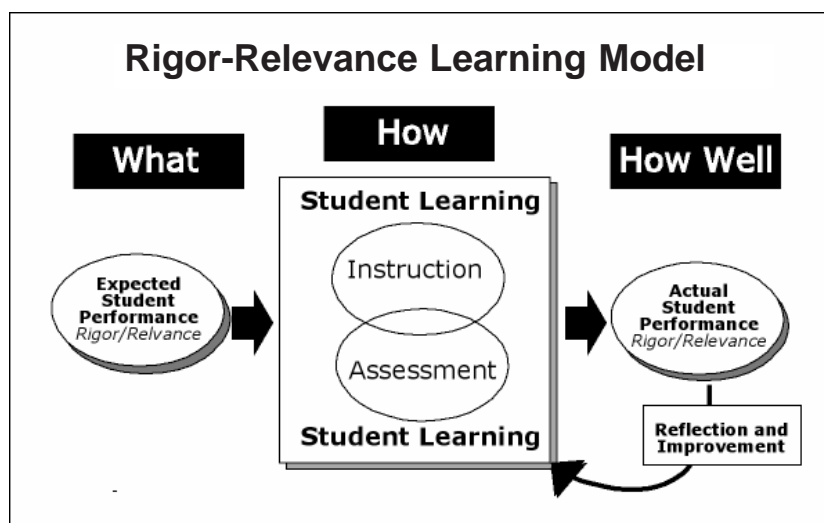 Rigor-Relevance Learning Model
What
How
How Well
Expected
Student
Performance
Rigor/Relvance
Student Learning
Instruction
Assessment
Student Learning
Actual
Student
Performance
Rigor/Relevance
Reflection and
Improvement
-